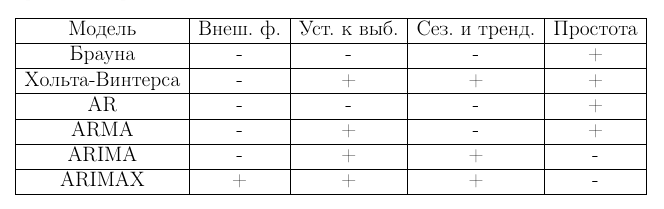 Модель Внеш. ф. Уст. к выб. Сез. и тренд. Простота
Брауна - - - +
Хольта-Винтерса - + + +
AR - - - +
ARMA - + - +
ARIMA - + + -
ARIMAX + + + -